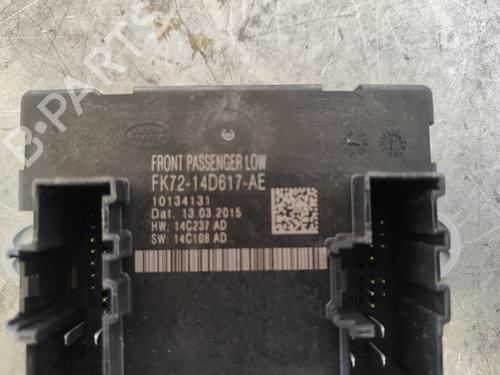 FRONT PASSENGER LOW
FK72-14D617-AE
10134131
Dat. 13.03.2015
HW: 14C237 AD
SW: 14C108 AD
B-PARTS